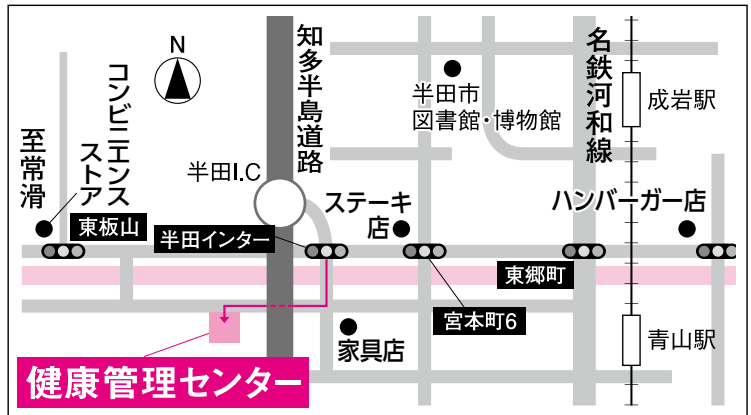 N
知多半島道路
名鉄河和線
コンビニエンス
ストア
至常滑
半田市
図書館・博物館
成岩駅
半田I.C
ステーキ
店
ハンバーガー店
東板山
半田インター
東郷町
宮本町6
家具店
青山駅
健康管理センター